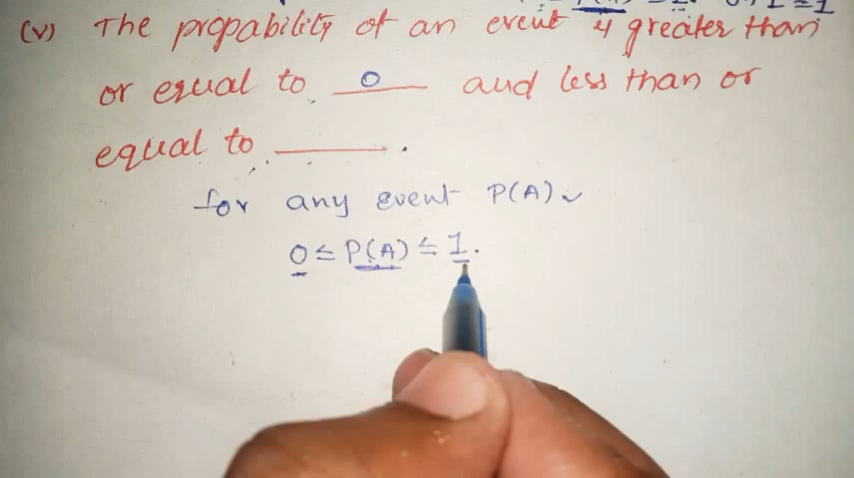 (v) The propability of an event is greater than
or equal to 0 and less than or
equal to ______.
for any event P(A)
0 ≤ P(A) ≤ 1.